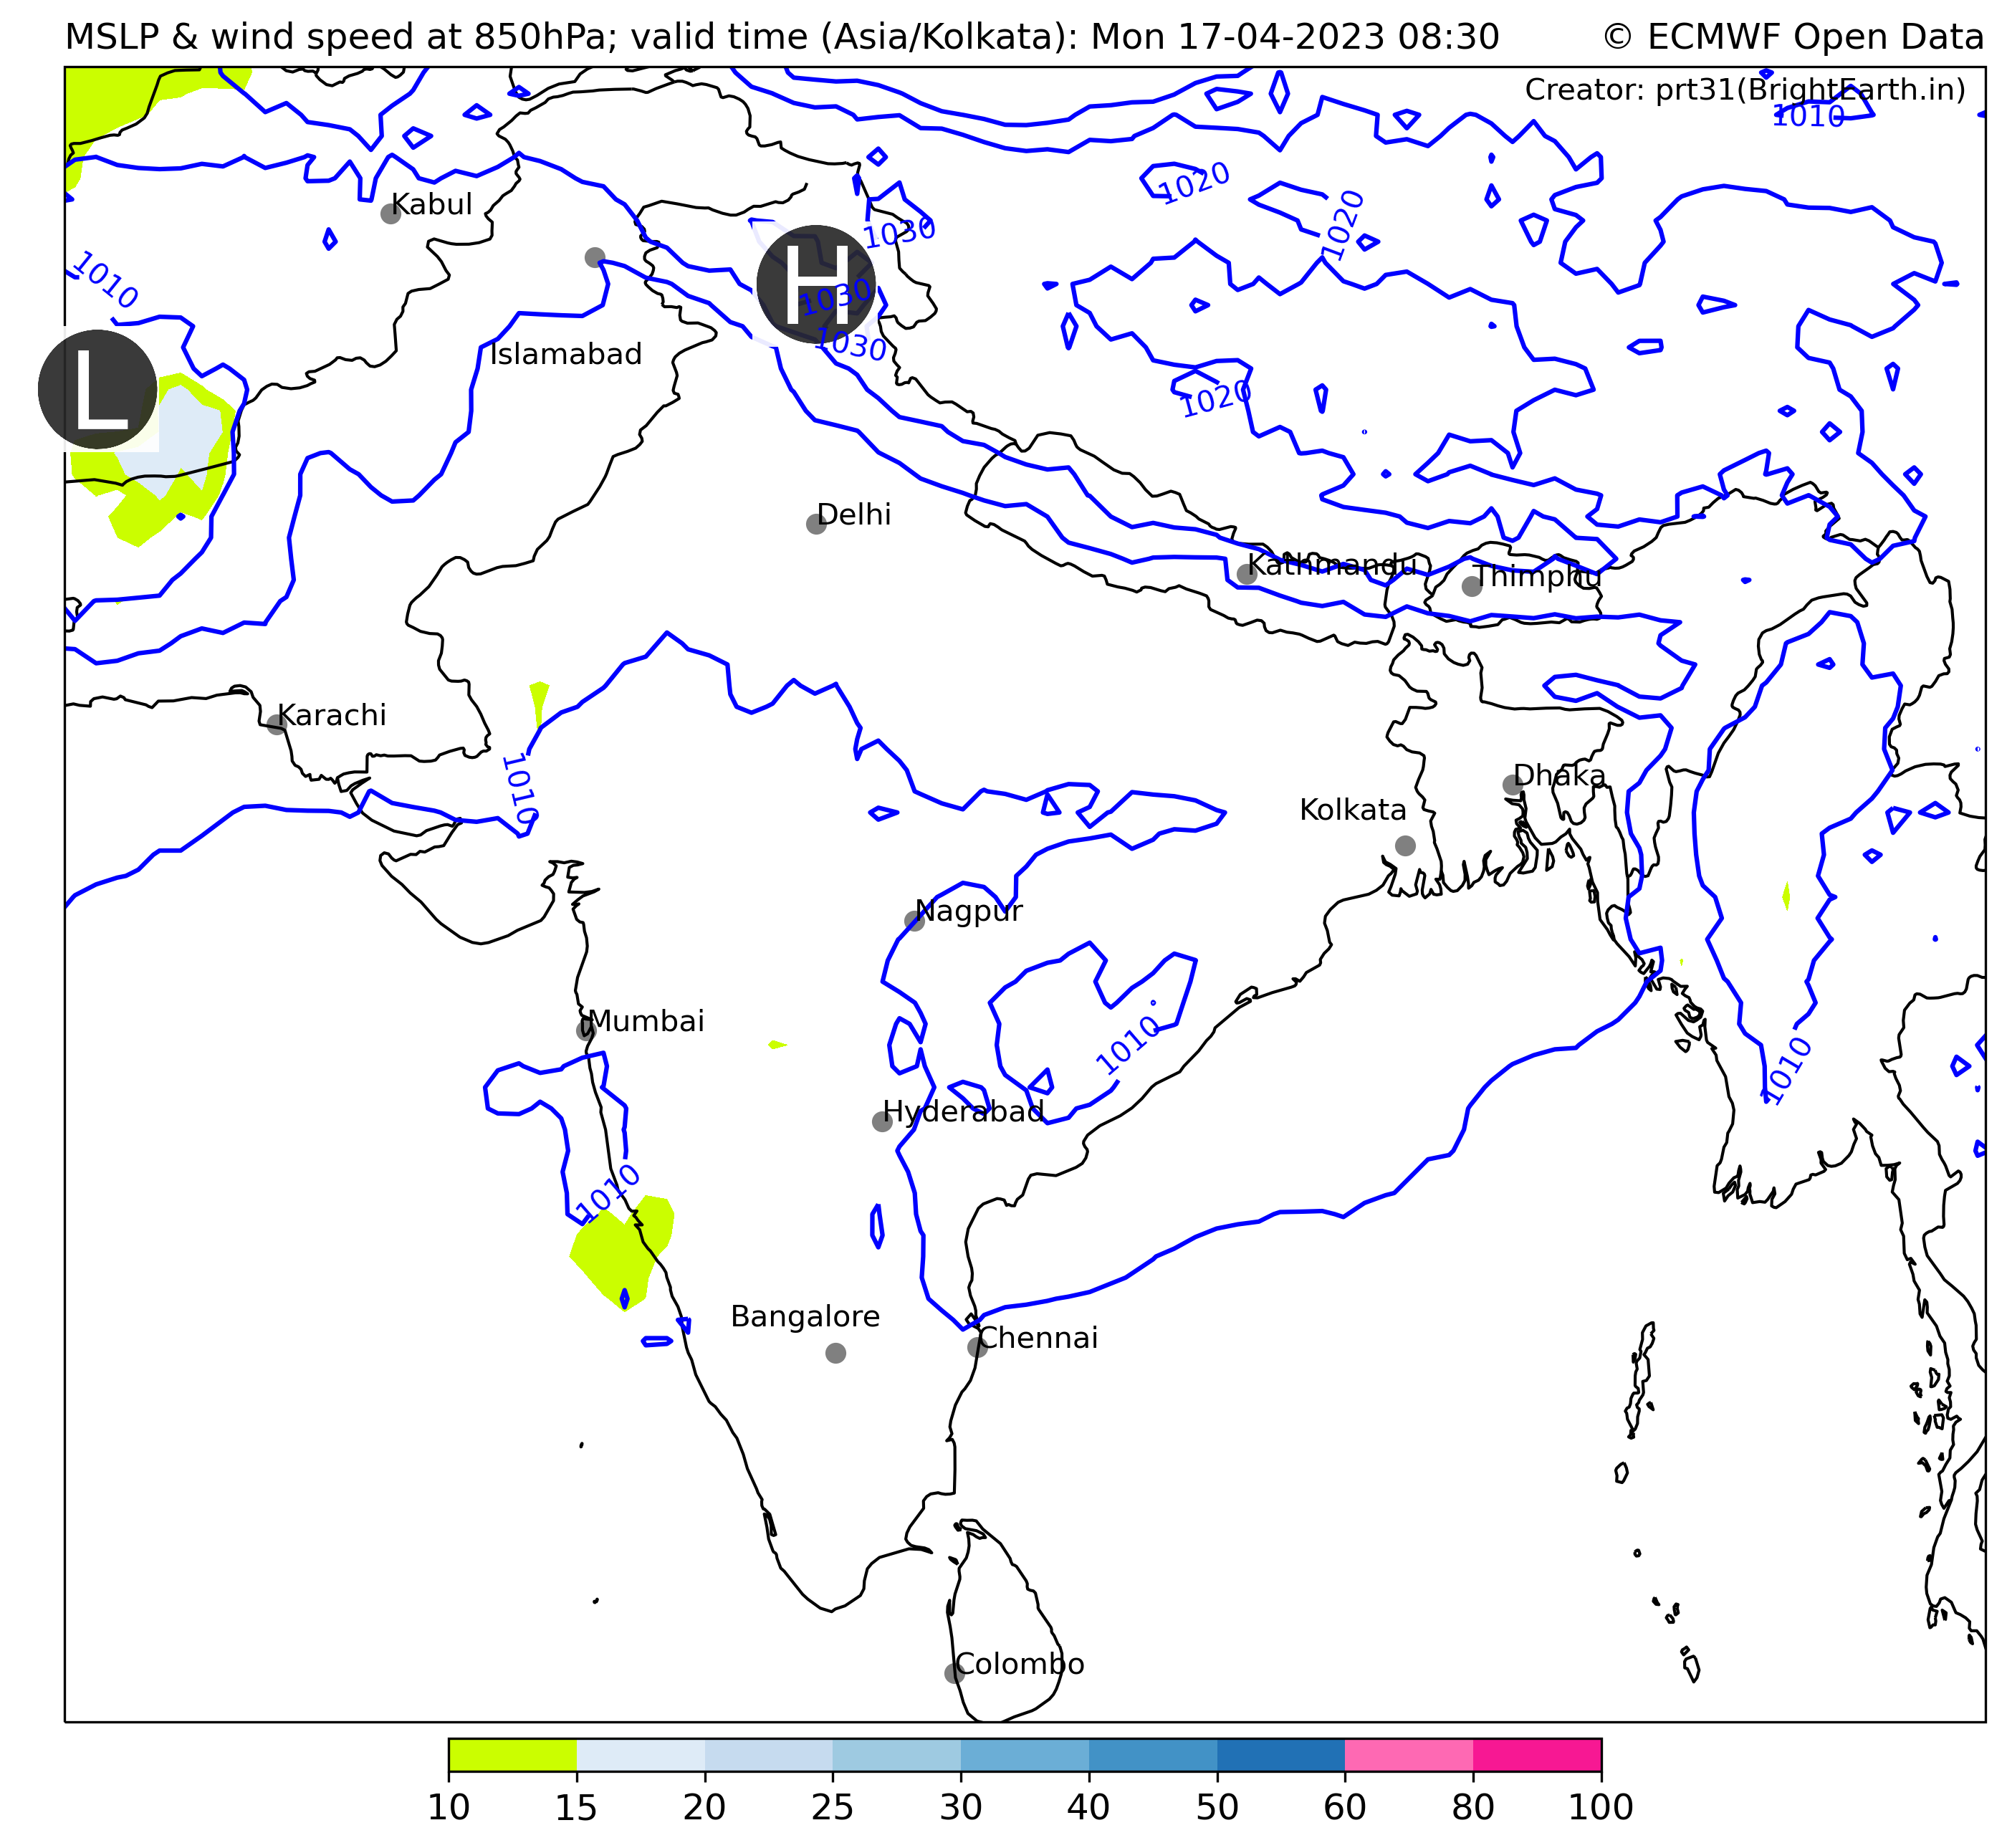 MSLP & wind speed at 850hPa; valid time (Asia/Kolkata): Mon 17-04-2023 08:30
© ECMWF Open Data
Creator: prt31(BrightEarth.in)
1010
1020
Kabul
1020
1030
1010
H
1030
1030
L
Islamabad
1020
Delhi
Kathmandu
Thimphu
Karachi
1010
Dhaka
Kolkata
Nagpur
Mumbai
1010
1010
Hyderabad
1010
Bangalore
Chennai
Colombo
10 15 20 25 30 40 50 60 80 100